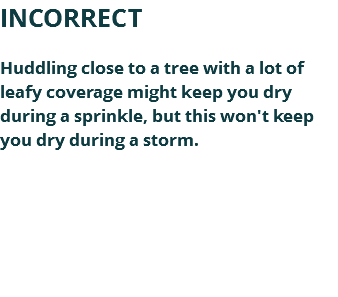 INCORRECT
Huddling close to a tree with a lot of
leafy coverage might keep you dry
during a sprinkle, but this won't keep
you dry during a storm.